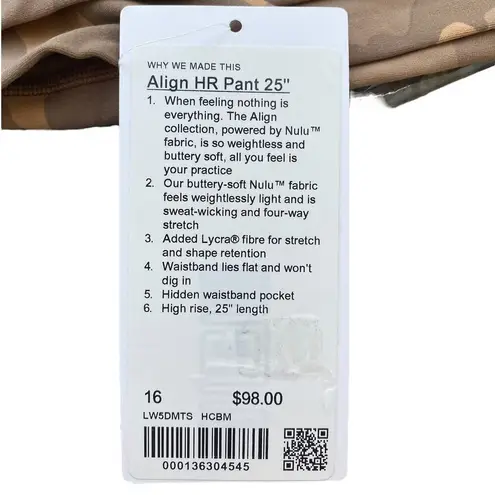 WHY WE MADE THIS
Align HR Pant 25"
1. When feeling nothing is
everything. The Align
collection, powered by Nulu™
fabric, is so weightless and
buttery soft, all you feel is
your practice
2. Our buttery-soft Nulu™ fabric
feels weightlessly light and is
sweat-wicking and four-way
stretch
3. Added Lycra® fibre for stretch
and shape retention
4. Waistband lies flat and won't
dig in
5. Hidden waistband pocket
6. High rise, 25" length
16 $98.00
LW5DMTS HCBM
000136304545